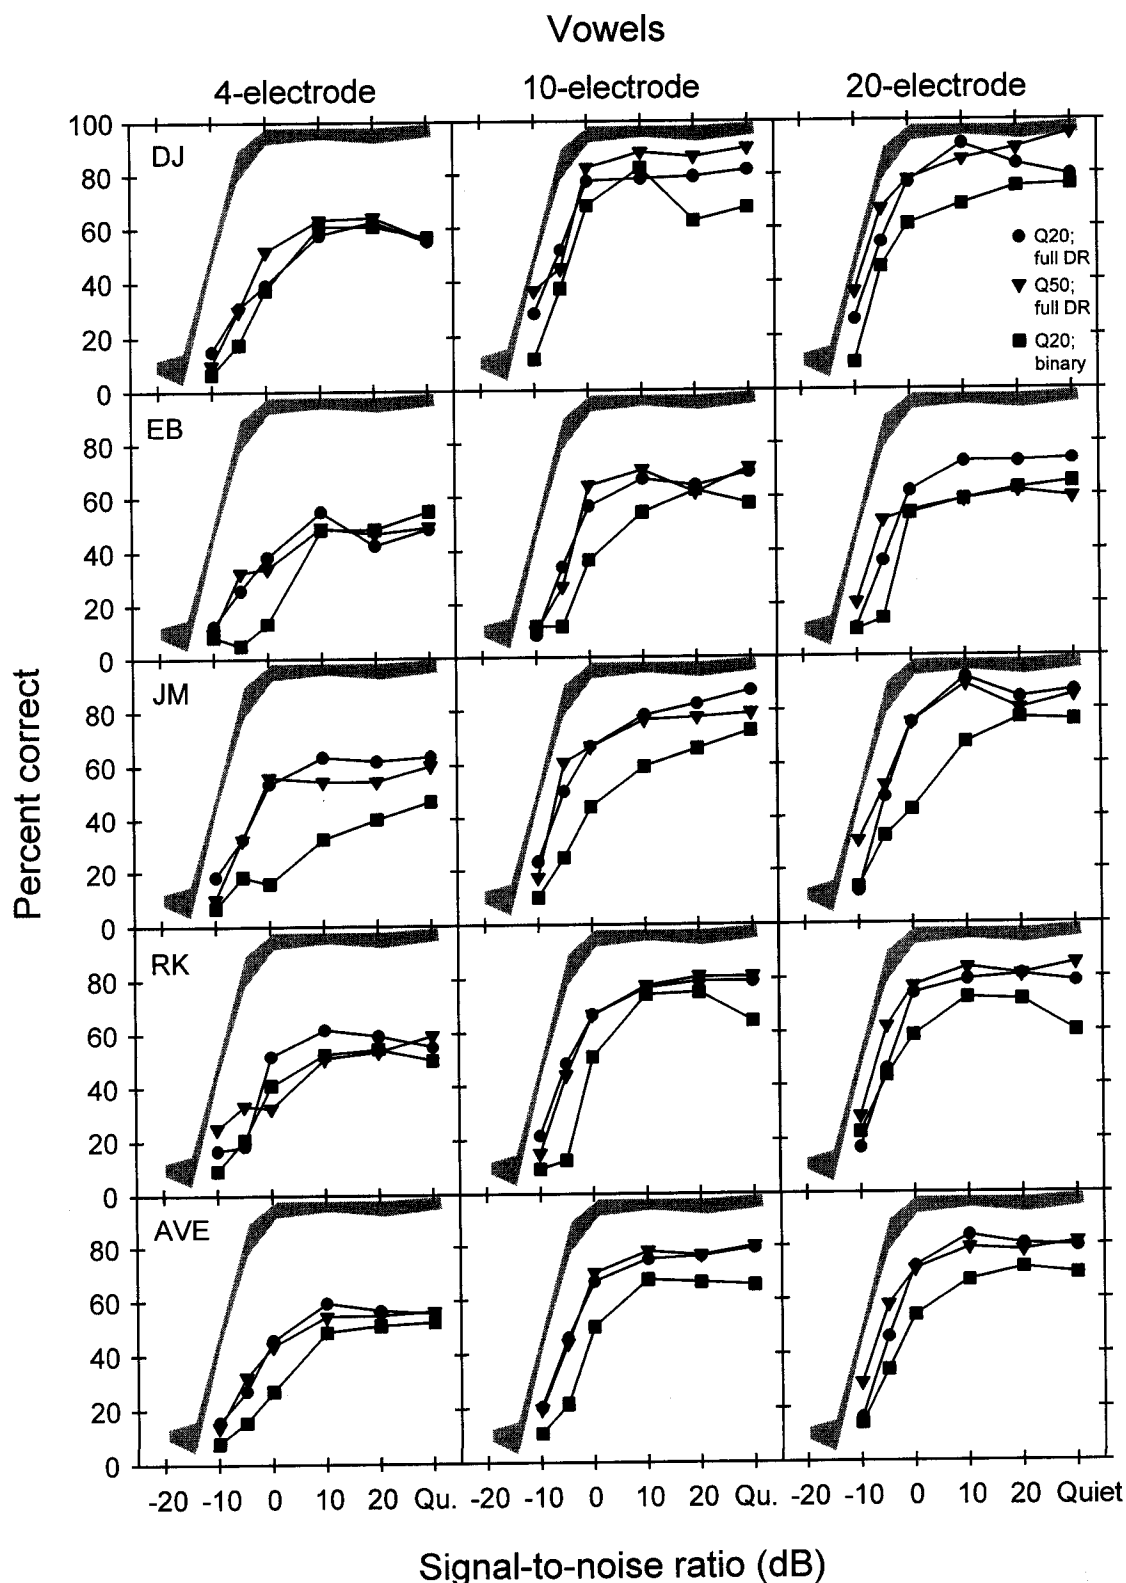 Vowels
4-electrode 10-electrode 20-electrode
100
DJ
80
60
40
20
0
Q20;
full DR
Q50;
full DR
Q20;
binary
EB
80
60
40
20
0
JM
80
60
40
20
0
RK
80
60
40
20
0
AVE
80
60
40
20
0
Percent correct
-20 -10 0 10 20 Qu. -20 -10 0 10 20 Qu. -20 -10 0 10 20 Quiet
Signal-to-noise ratio (dB)